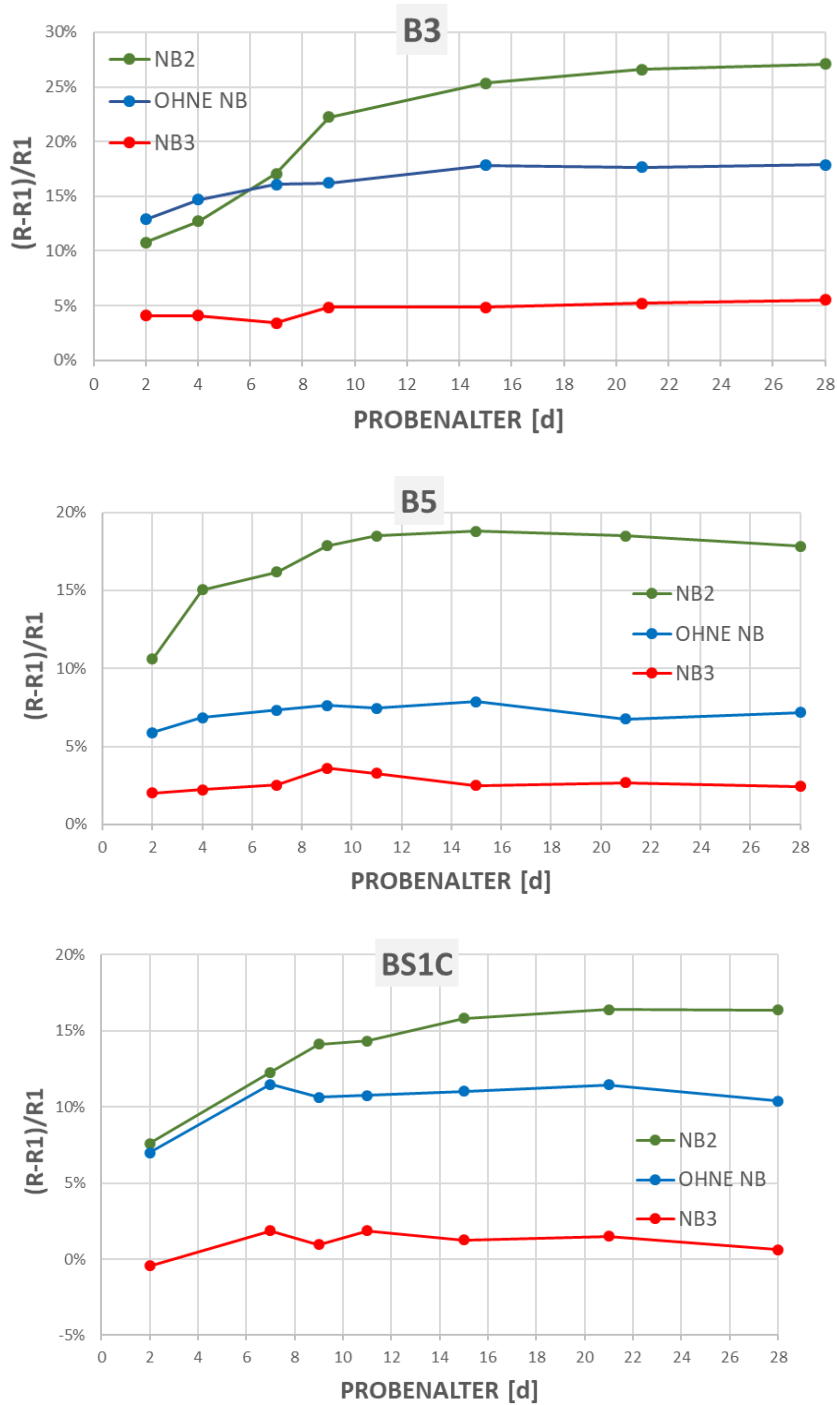 B3
30%
25%
20%
15%
10%
5%
0%
(R-R1)/R1
NB2
OHNE NB
NB3
0 2 4 6 8 10 12 14 16 18 20 22 24 26 28
PROBENALTER [d]
B5
20%
15%
10%
5%
0%
(R-R1)/R1
NB2
OHNE NB
NB3
0 2 4 6 8 10 12 14 16 18 20 22 24 26 28
PROBENALTER [d]
BS1C
20%
15%
10%
5%
0%
-5%
(R-R1)/R1
NB2
OHNE NB
NB3
0 2 4 6 8 10 12 14 16 18 20 22 24 26 28
PROBENALTER [d]